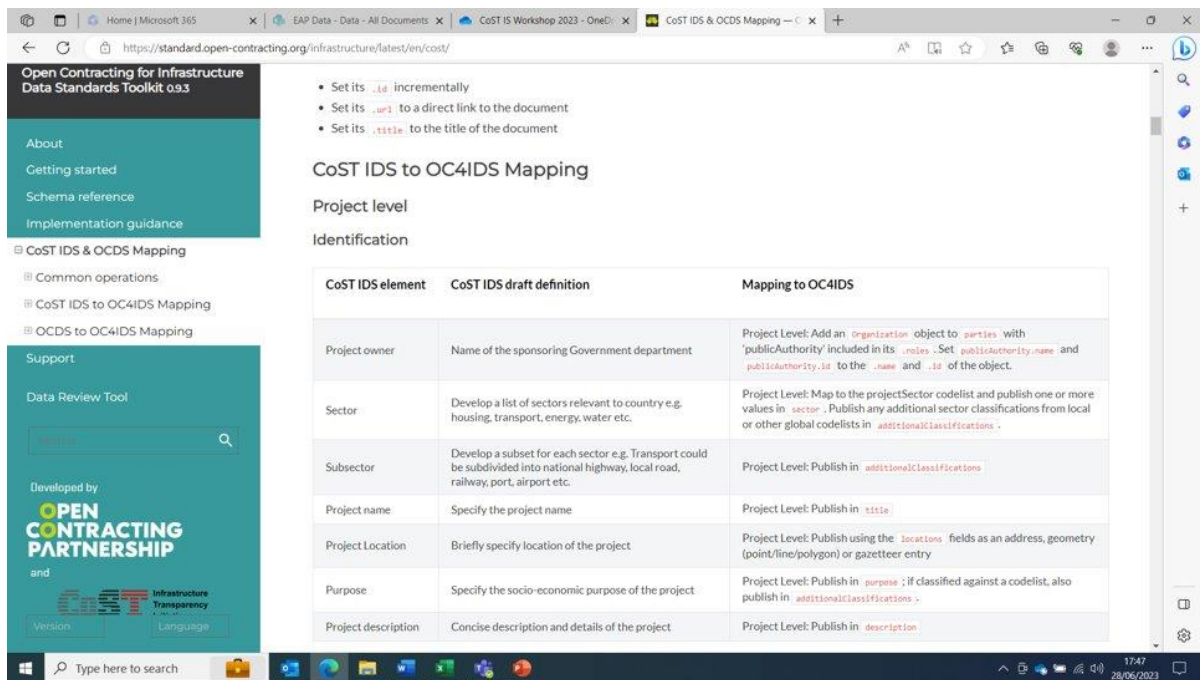 Home | Microsoft 365
EAP Data - Data - All Documents
CoST IS Workshop 2023 - OneDr
CoST IDS & OCDS Mapping — O
https://standard.open-contracting.org/infrastructure/latest/en/cost/
Open Contracting for Infrastructure
Data Standards Toolkit 0.9.3
About
Getting started
Schema reference
Implementation guidance
CoST IDS & OCDS Mapping
Common operations
CoST IDS to OC4IDS Mapping
OCDS to OC4IDS Mapping
Support
Data Review Tool
Search
Developed by
OPEN
CONTRACTING
PARTNERSHIP
and
CoST
Infrastructure
Transparency
Version
Language
• Set its .id incrementally
• Set its .url to a direct link to the document
• Set its .title to the title of the document
CoST IDS to OC4IDS Mapping
Project level
Identification
CoST IDS element CoST IDS draft definition Mapping to OC4IDS
Project owner
Name of the sponsoring Government department
Project Level: Add an Organization object to parties with
'publicAuthority' included in its .roles . Set publicAuthority.name and
publicAuthority.id to the .name and .id of the object.
Sector
Develop a list of sectors relevant to country e.g.
housing, transport, energy, water etc.
Project Level: Map to the projectSector codelist and publish one or more
values in sector . Publish any additional sector classifications from local
or other global codelists in additionalClassifications .
Subsector
Develop a subset for each sector e.g. Transport could
be subdivided into national highway, local road,
railway, port, airport etc.
Project Level: Publish in additionalClassifications
Project name
Specify the project name
Project Level: Publish in title
Project Location
Briefly specify location of the project
Project Level: Publish using the locations fields as an address, geometry
(point/line/polygon) or gazetteer entry
Purpose
Specify the socio-economic purpose of the project
Project Level: Publish in purpose ; if classified against a codelist, also
publish in additionalClassifications .
Project description
Concise description and details of the project
Project Level: Publish in description
Type here to search
17:47
28/06/2023